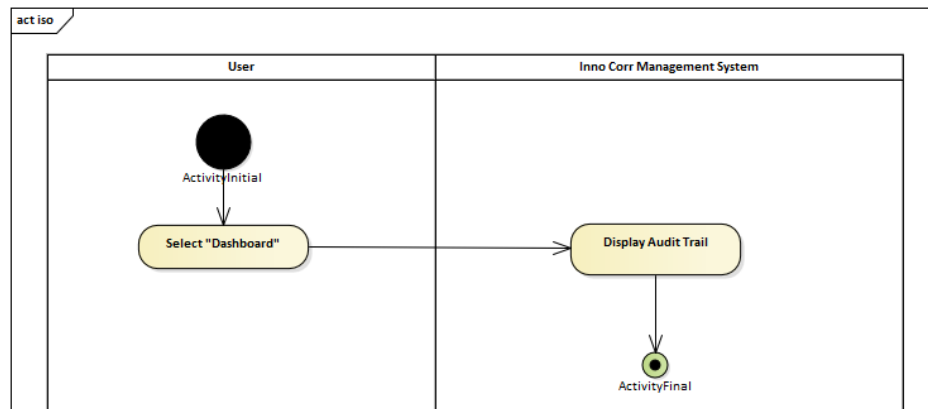 act iso
User
Inno Corr Management System
ActivityInitial
Select "Dashboard"
Display Audit Trail
ActivityFinal